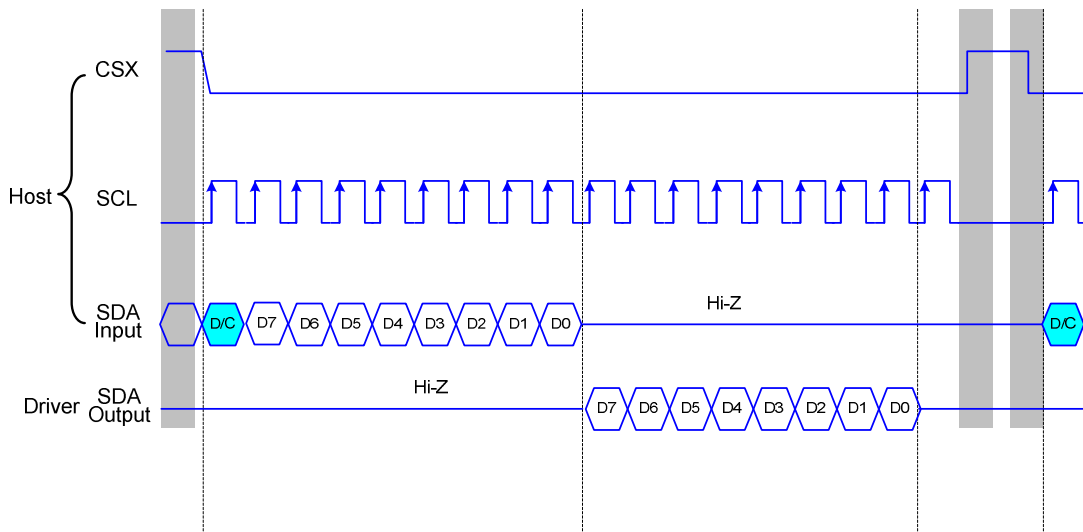 CSX
Host
SCL
SDA
Input
D/C D7 D6 D5 D4 D3 D2 D1 D0
Hi-Z
D/C
Driver
SDA
Output
Hi-Z
D7 D6 D5 D4 D3 D2 D1 D0